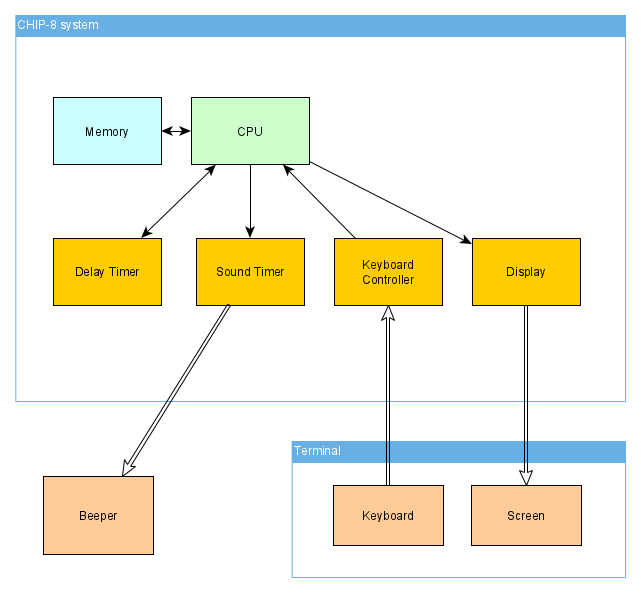 CHIP-8 system
Memory
CPU
Delay Timer
Sound Timer
Keyboard
Controller
Display
Terminal
Beeper
Keyboard
Screen